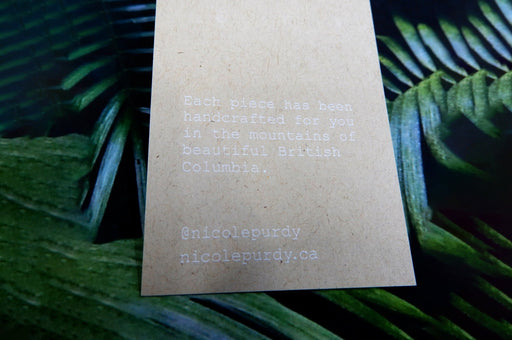 Each piece has been
handcrafted for you
in the mountains of
beautiful British
Columbia.
@nicolepurdy
nicolepurdy.ca